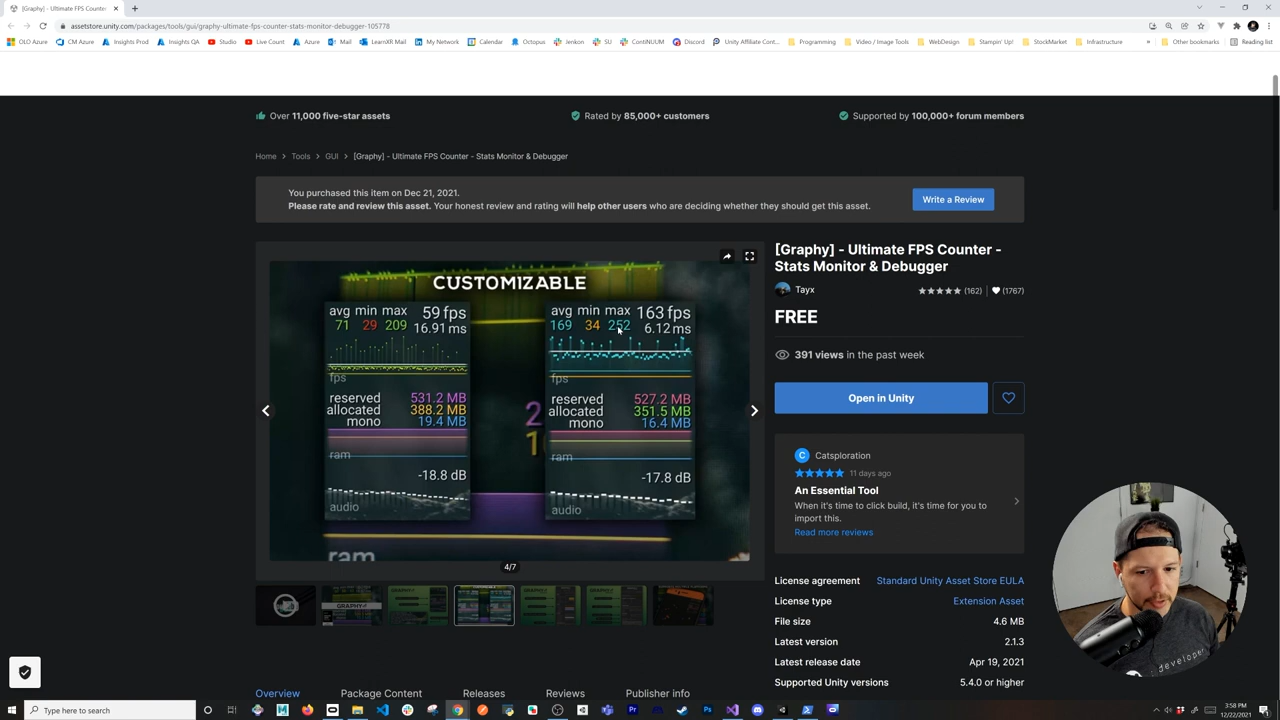 [Graphy] - Ultimate FPS Counter
assetstore.unity.com/packages/tools/gui/graphy-ultimate-fps-counter-stats-monitor-debugger-105778
OLO Azure CM Azure Insights Prod Insights QA Studio Live Count Azure Mail LearnXR Mail My Network Calendar Octopus Jenkon SU ContiNUUM Discord Unity Affiliate Cont... Programming Video / Image Tools WebDesign Stampin' Up! StockMarket Infrastructure » Other bookmarks Reading list
Over 11,000 five-star assets Rated by 85,000+ customers Supported by 100,000+ forum members
Home > Tools > GUI > [Graphy] - Ultimate FPS Counter - Stats Monitor & Debugger
You purchased this item on Dec 21, 2021.
Please rate and review this asset. Your honest review and rating will help other users who are deciding whether they should get this asset.
Write a Review
CUSTOMIZABLE
avg min max 59 fps
71 29 209 16.91 ms
fps
reserved 531.2 MB
allocated 388.2 MB
mono 19.4 MB
ram
-18.8 dB
audio
avg min max 163 fps
169 34 252 6.12 ms
fps
reserved 527.2 MB
allocated 351.5 MB
mono 16.4 MB
ram
-17.8 dB
audio
ram
4/7
[Graphy] - Ultimate FPS Counter -
Stats Monitor & Debugger
Tayx
(162) (1767)
FREE
391 views in the past week
Open in Unity
C Catsploration
11 days ago
An Essential Tool
When it's time to click build, it's time for you to
import this.
Read more reviews
License agreement Standard Unity Asset Store EULA
License type Extension Asset
File size 4.6 MB
Latest version 2.1.3
Latest release date Apr 19, 2021
Supported Unity versions 5.4.0 or higher
Overview Package Content Releases Reviews Publisher info
developer
Type here to search
3:58 PM
12/22/2021